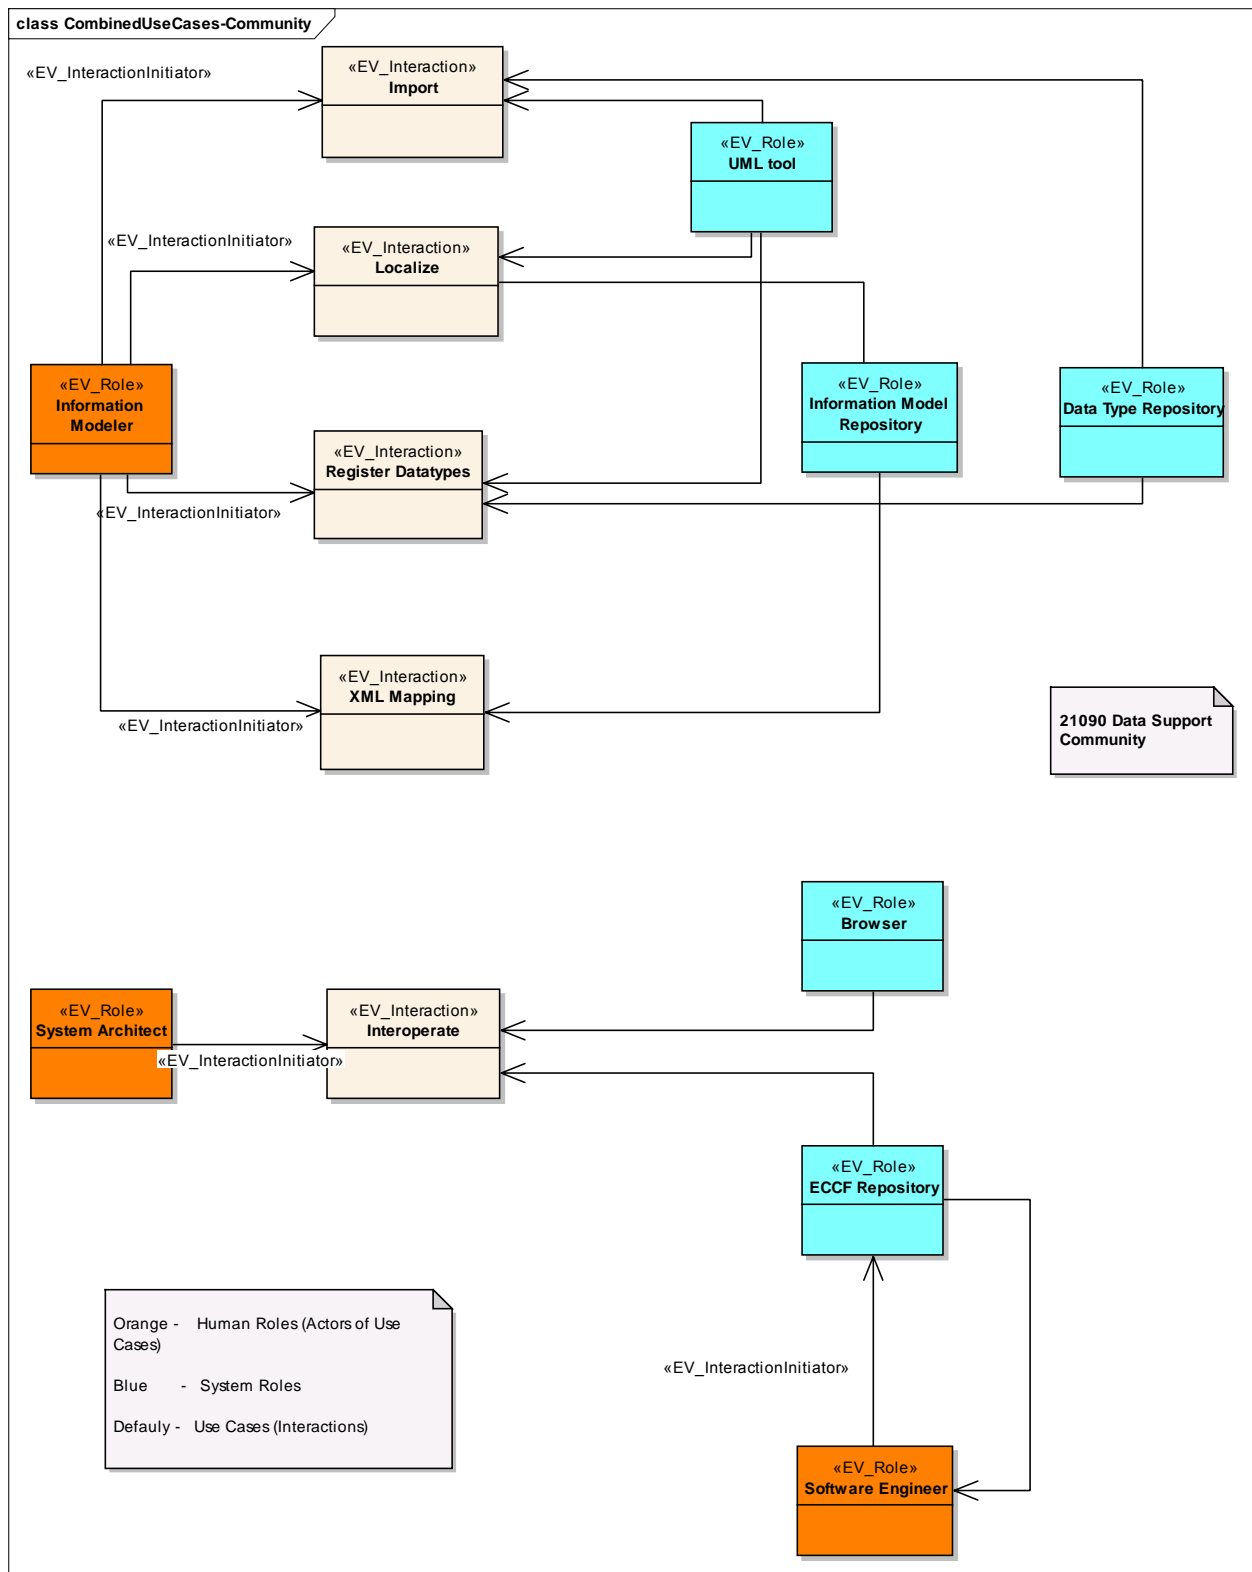 class CombinedUseCases-Community
«EV_InteractionInitiator»
«EV_Interaction»
Import
«EV_Role»
UML tool
«EV_InteractionInitiator»
«EV_Interaction»
Localize
«EV_Role»
Information
Modeler
«EV_Role»
Information Model
Repository
«EV_Role»
Data Type Repository
«EV_Interaction»
Register Datatypes
«EV_InteractionInitiator»
«EV_Interaction»
XML Mapping
«EV_InteractionInitiator»
21090 Data Support
Community
«EV_Role»
Browser
«EV_Role»
System Architect
«EV_InteractionInitiator»
«EV_Interaction»
Interoperate
«EV_Role»
ECCF Repository
Orange -    Human Roles (Actors of Use
Cases)
Blue       -   System Roles
Defauly -   Use Cases (Interactions)
«EV_InteractionInitiator»
«EV_Role»
Software Engineer